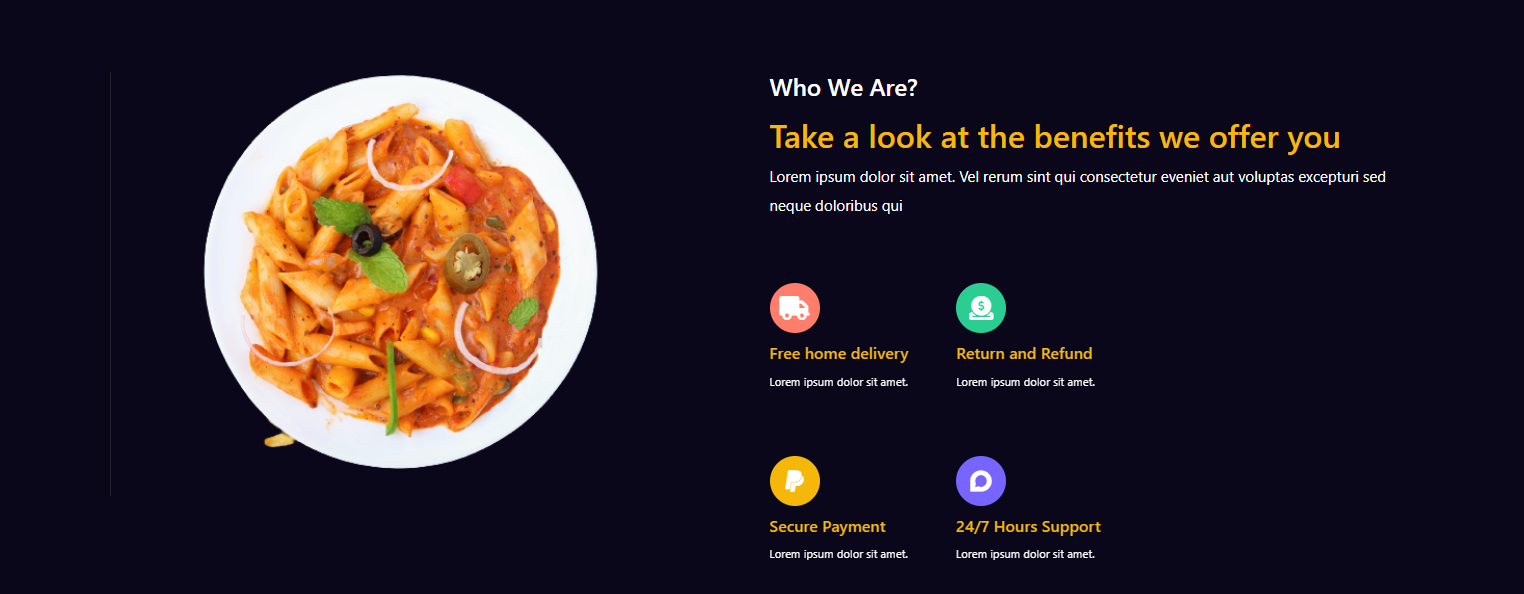 Who We Are?
Take a look at the benefits we offer you
Lorem ipsum dolor sit amet. Vel rerum sint qui consectetur eveniet aut voluptas excepturi sed
neque doloribus qui
Free home delivery
Lorem ipsum dolor sit amet.
Return and Refund
Lorem ipsum dolor sit amet.
Secure Payment
Lorem ipsum dolor sit amet.
24/7 Hours Support
Lorem ipsum dolor sit amet.